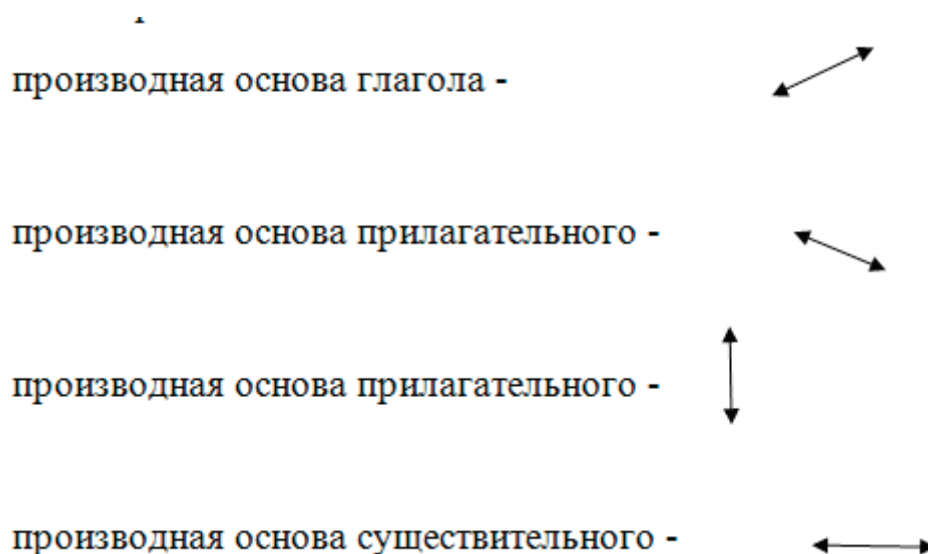 производная основа глагола -
производная основа прилагательного -
производная основа прилагательного -
производная основа существительного -